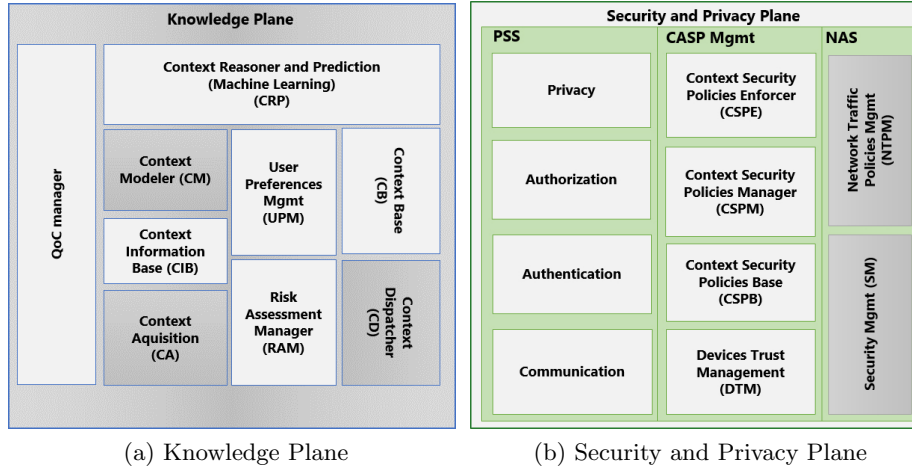 Knowledge Plane
QoC manager
Context Reasoner and Prediction
(Machine Learning)
(CRP)
Context
Modeler (CM)
User
Preferences
Mgmt
(UPM)
Context Base
(CB)
Context
Information
Base (CIB)
Context
Aquisition
(CA)
Risk
Assessment
Manager
(RAM)
Context
Dispatcher
(CD)
(a) Knowledge Plane
Security and Privacy Plane
PSS
Privacy
Authorization
Authentication
Communication
CASP Mgmt
Context Security
Policies Enforcer
(CSPE)
Context Security
Policies Manager
(CSPM)
Context Security
Policies Base
(CSPB)
Devices Trust
Management
(DTM)
NAS
Network Traffic
Policies Mgmt
(NTPM)
Security Mgmt (SM)
(b) Security and Privacy Plane